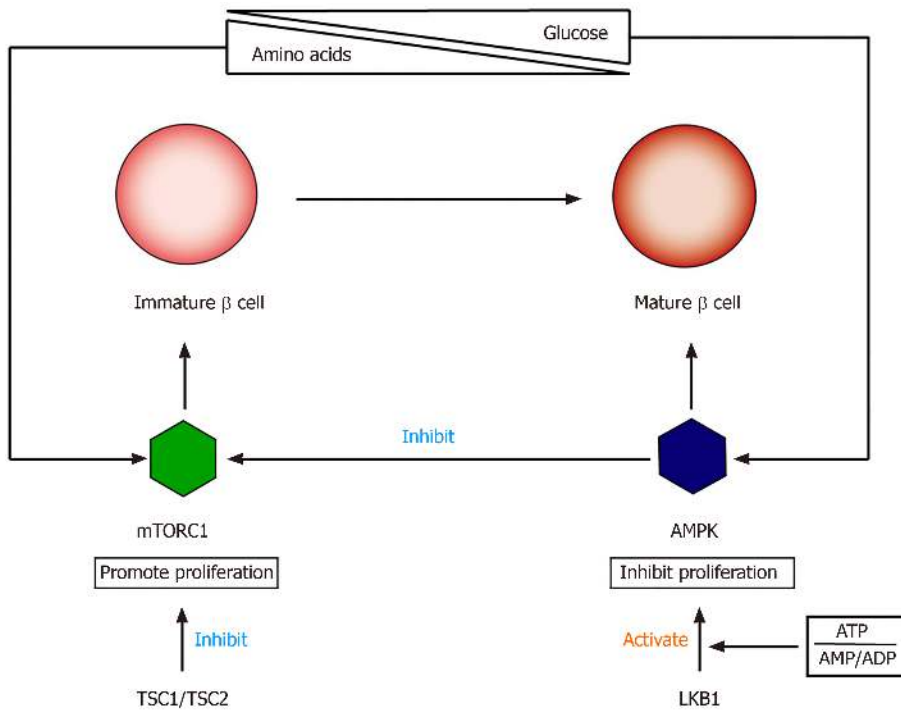 Glucose
Amino acids
Immature β cell
Mature β cell
Inhibit
mTORC1
AMPK
Promote proliferation
Inhibit proliferation
Inhibit
Activate
ATP
AMP/ADP
TSC1/TSC2
LKB1